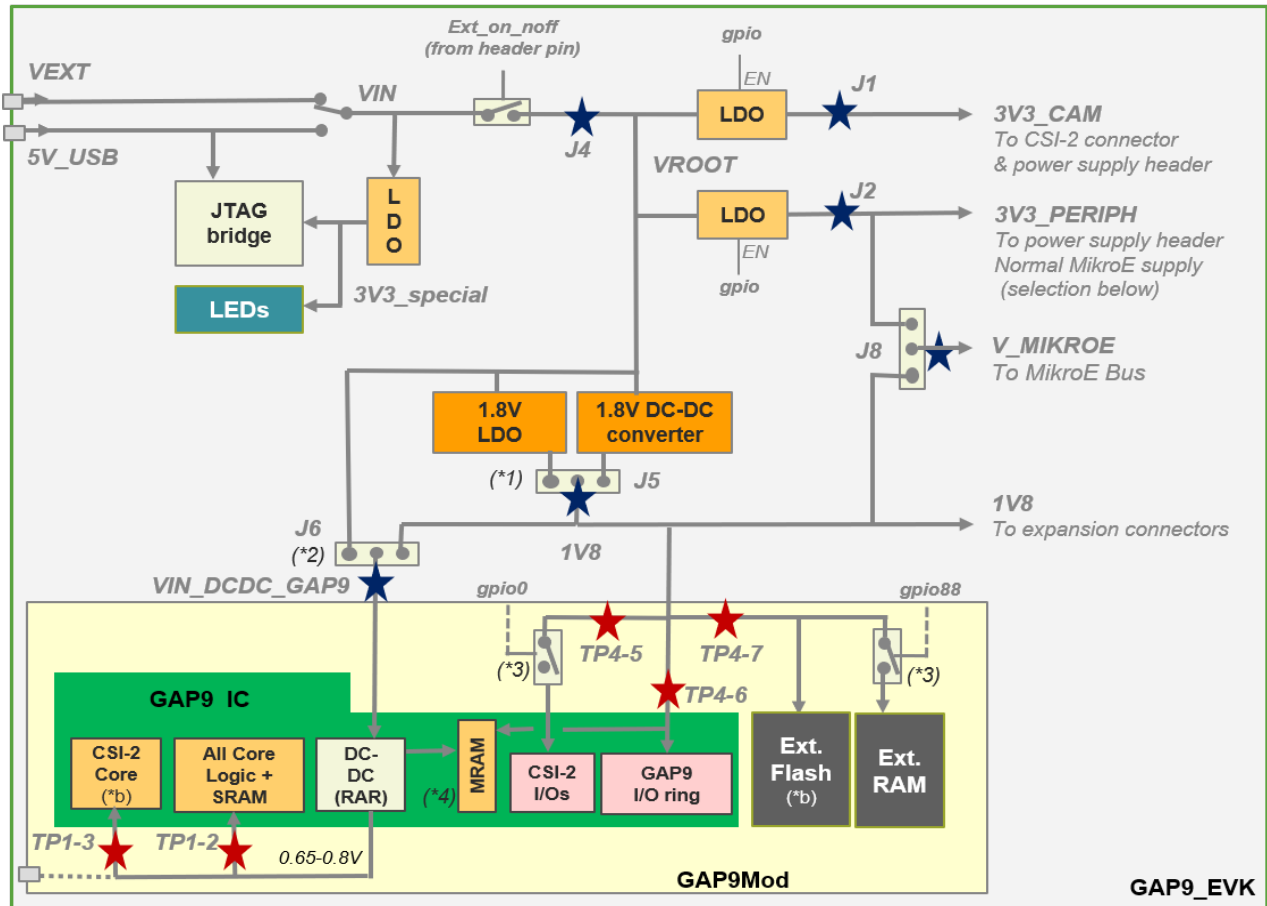 Ext_on_noff
(from header pin)
gpio
VEXT
VIN
EN
J1
LDO
3V3_CAM
To CSI-2 connector
& power supply header
5V_USB
J4
VROOT
J2
JTAG
bridge
L
D
O
LDO
3V3_PERIPH
To power supply header
Normal MikroE supply
(selection below)
EN
gpio
3V3_special
LEDs
J8
V_MIKROE
To MikroE Bus
1.8V
LDO
1.8V DC-DC
converter
(*1)
J5
J6
(*2)
1V8
1V8
To expansion connectors
VIN_DCDC_GAP9
gpio0
gpio88
TP4-5
TP4-7
(*3)
(*3)
TP4-6
GAP9 IC
CSI-2
Core
(*b)
All Core
Logic +
SRAM
DC-
DC
(RAR)
(*4)
MRAM
CSI-2
I/Os
GAP9
I/O ring
Ext.
Flash
(*b)
Ext.
RAM
TP1-3
TP1-2
0.65-0.8V
GAP9Mod
GAP9_EVK